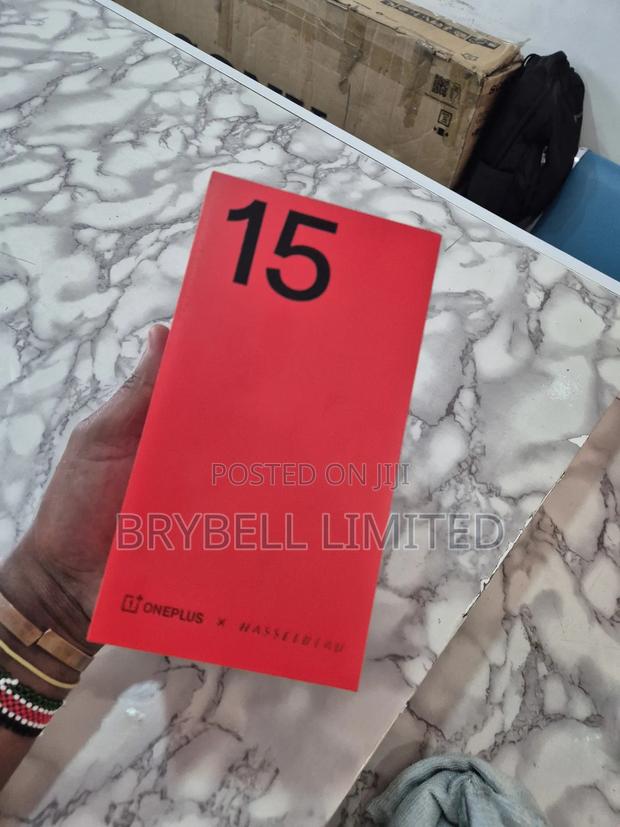 15
POSTED ON JIJI
BRYBELL LIMITED
ONEPLUS × HASSELBLAD